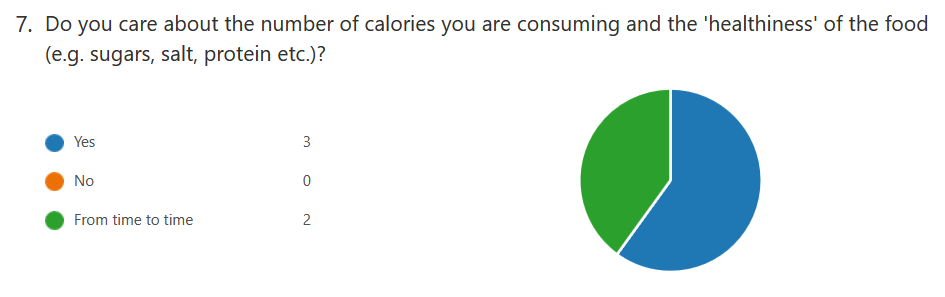 7. Do you care about the number of calories you are consuming and the 'healthiness' of the food
(e.g. sugars, salt, protein etc.)?
Yes 3
No 0
From time to time 2